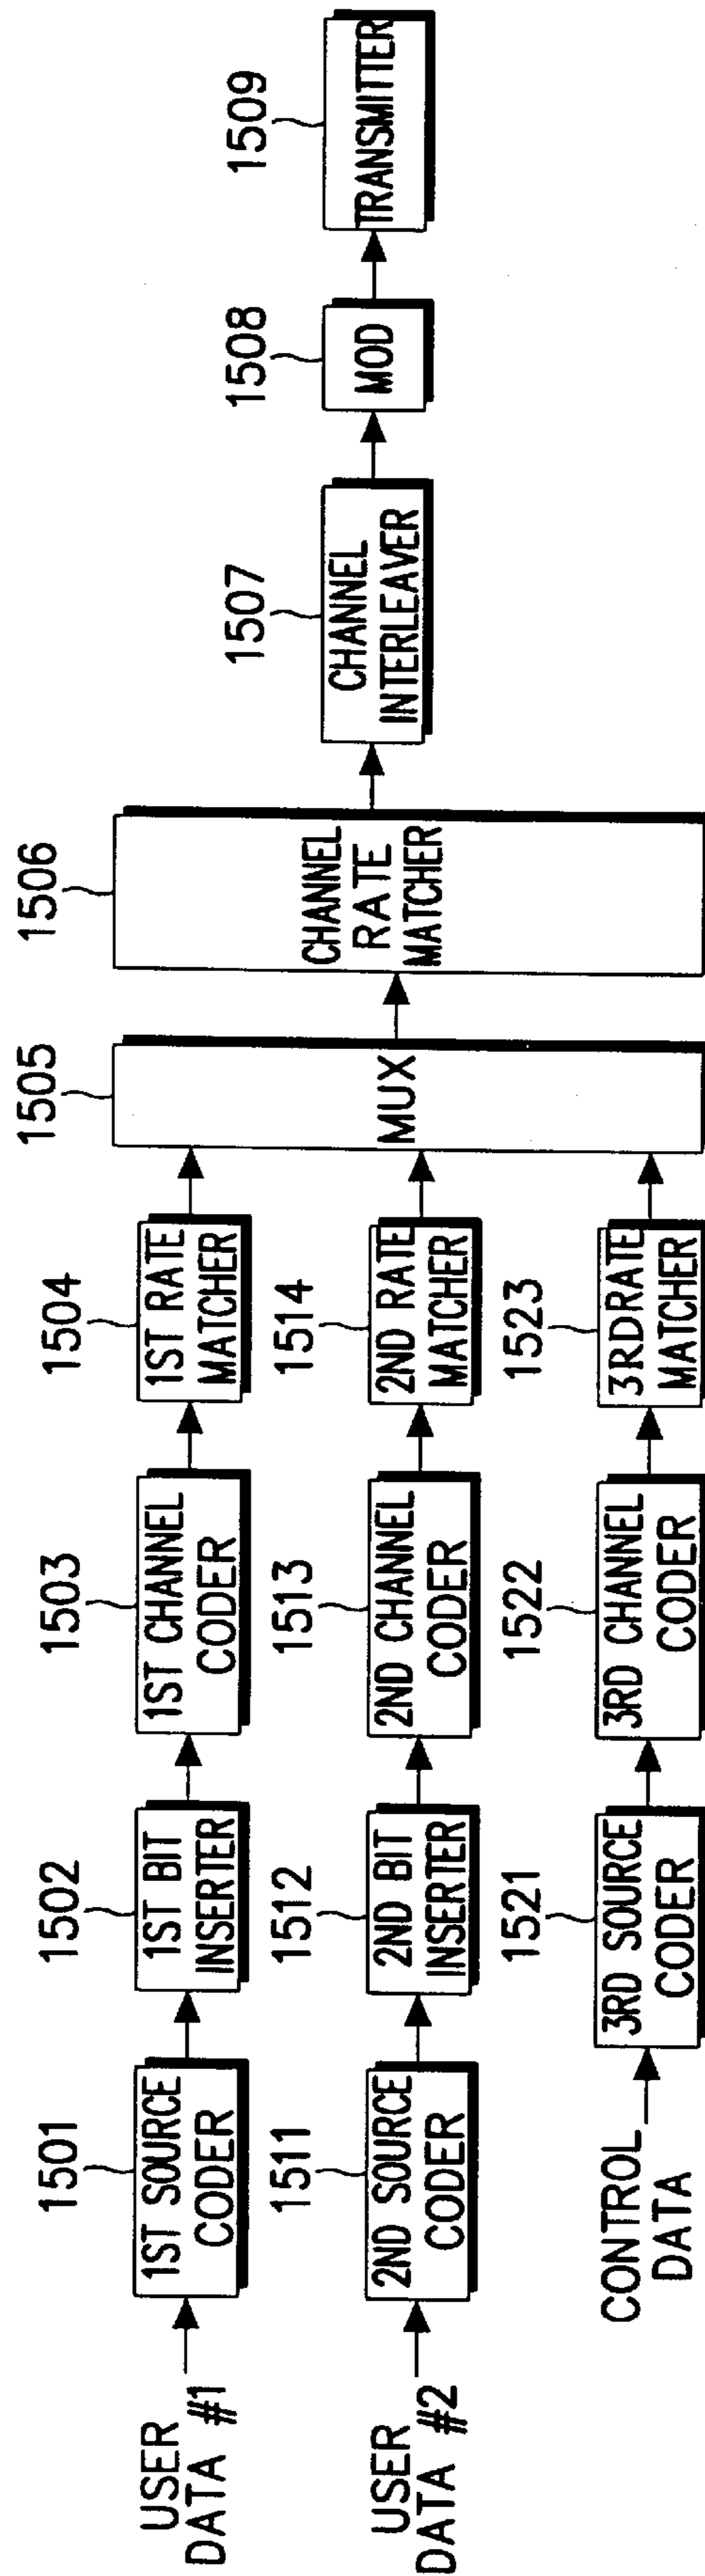 USER
DATA #1
1501
1ST SOURCE
CODER
1502
1ST BIT
INSERTER
1503
1ST CHANNEL
CODER
1504
1ST RATE
MATCHER
USER
DATA #2
1511
2ND SOURCE
CODER
1512
2ND BIT
INSERTER
1513
2ND CHANNEL
CODER
1514
2ND RATE
MATCHER
CONTROL
DATA
1521
3RD SOURCE
CODER
1522
3RD CHANNEL
CODER
1523
3RDRATE
MATCHER
1505
MUX
1506
CHANNEL
RATE
MATCHER
1507
CHANNEL
INTERLEAVER
1508
MOD
1509
TRANSMITTER